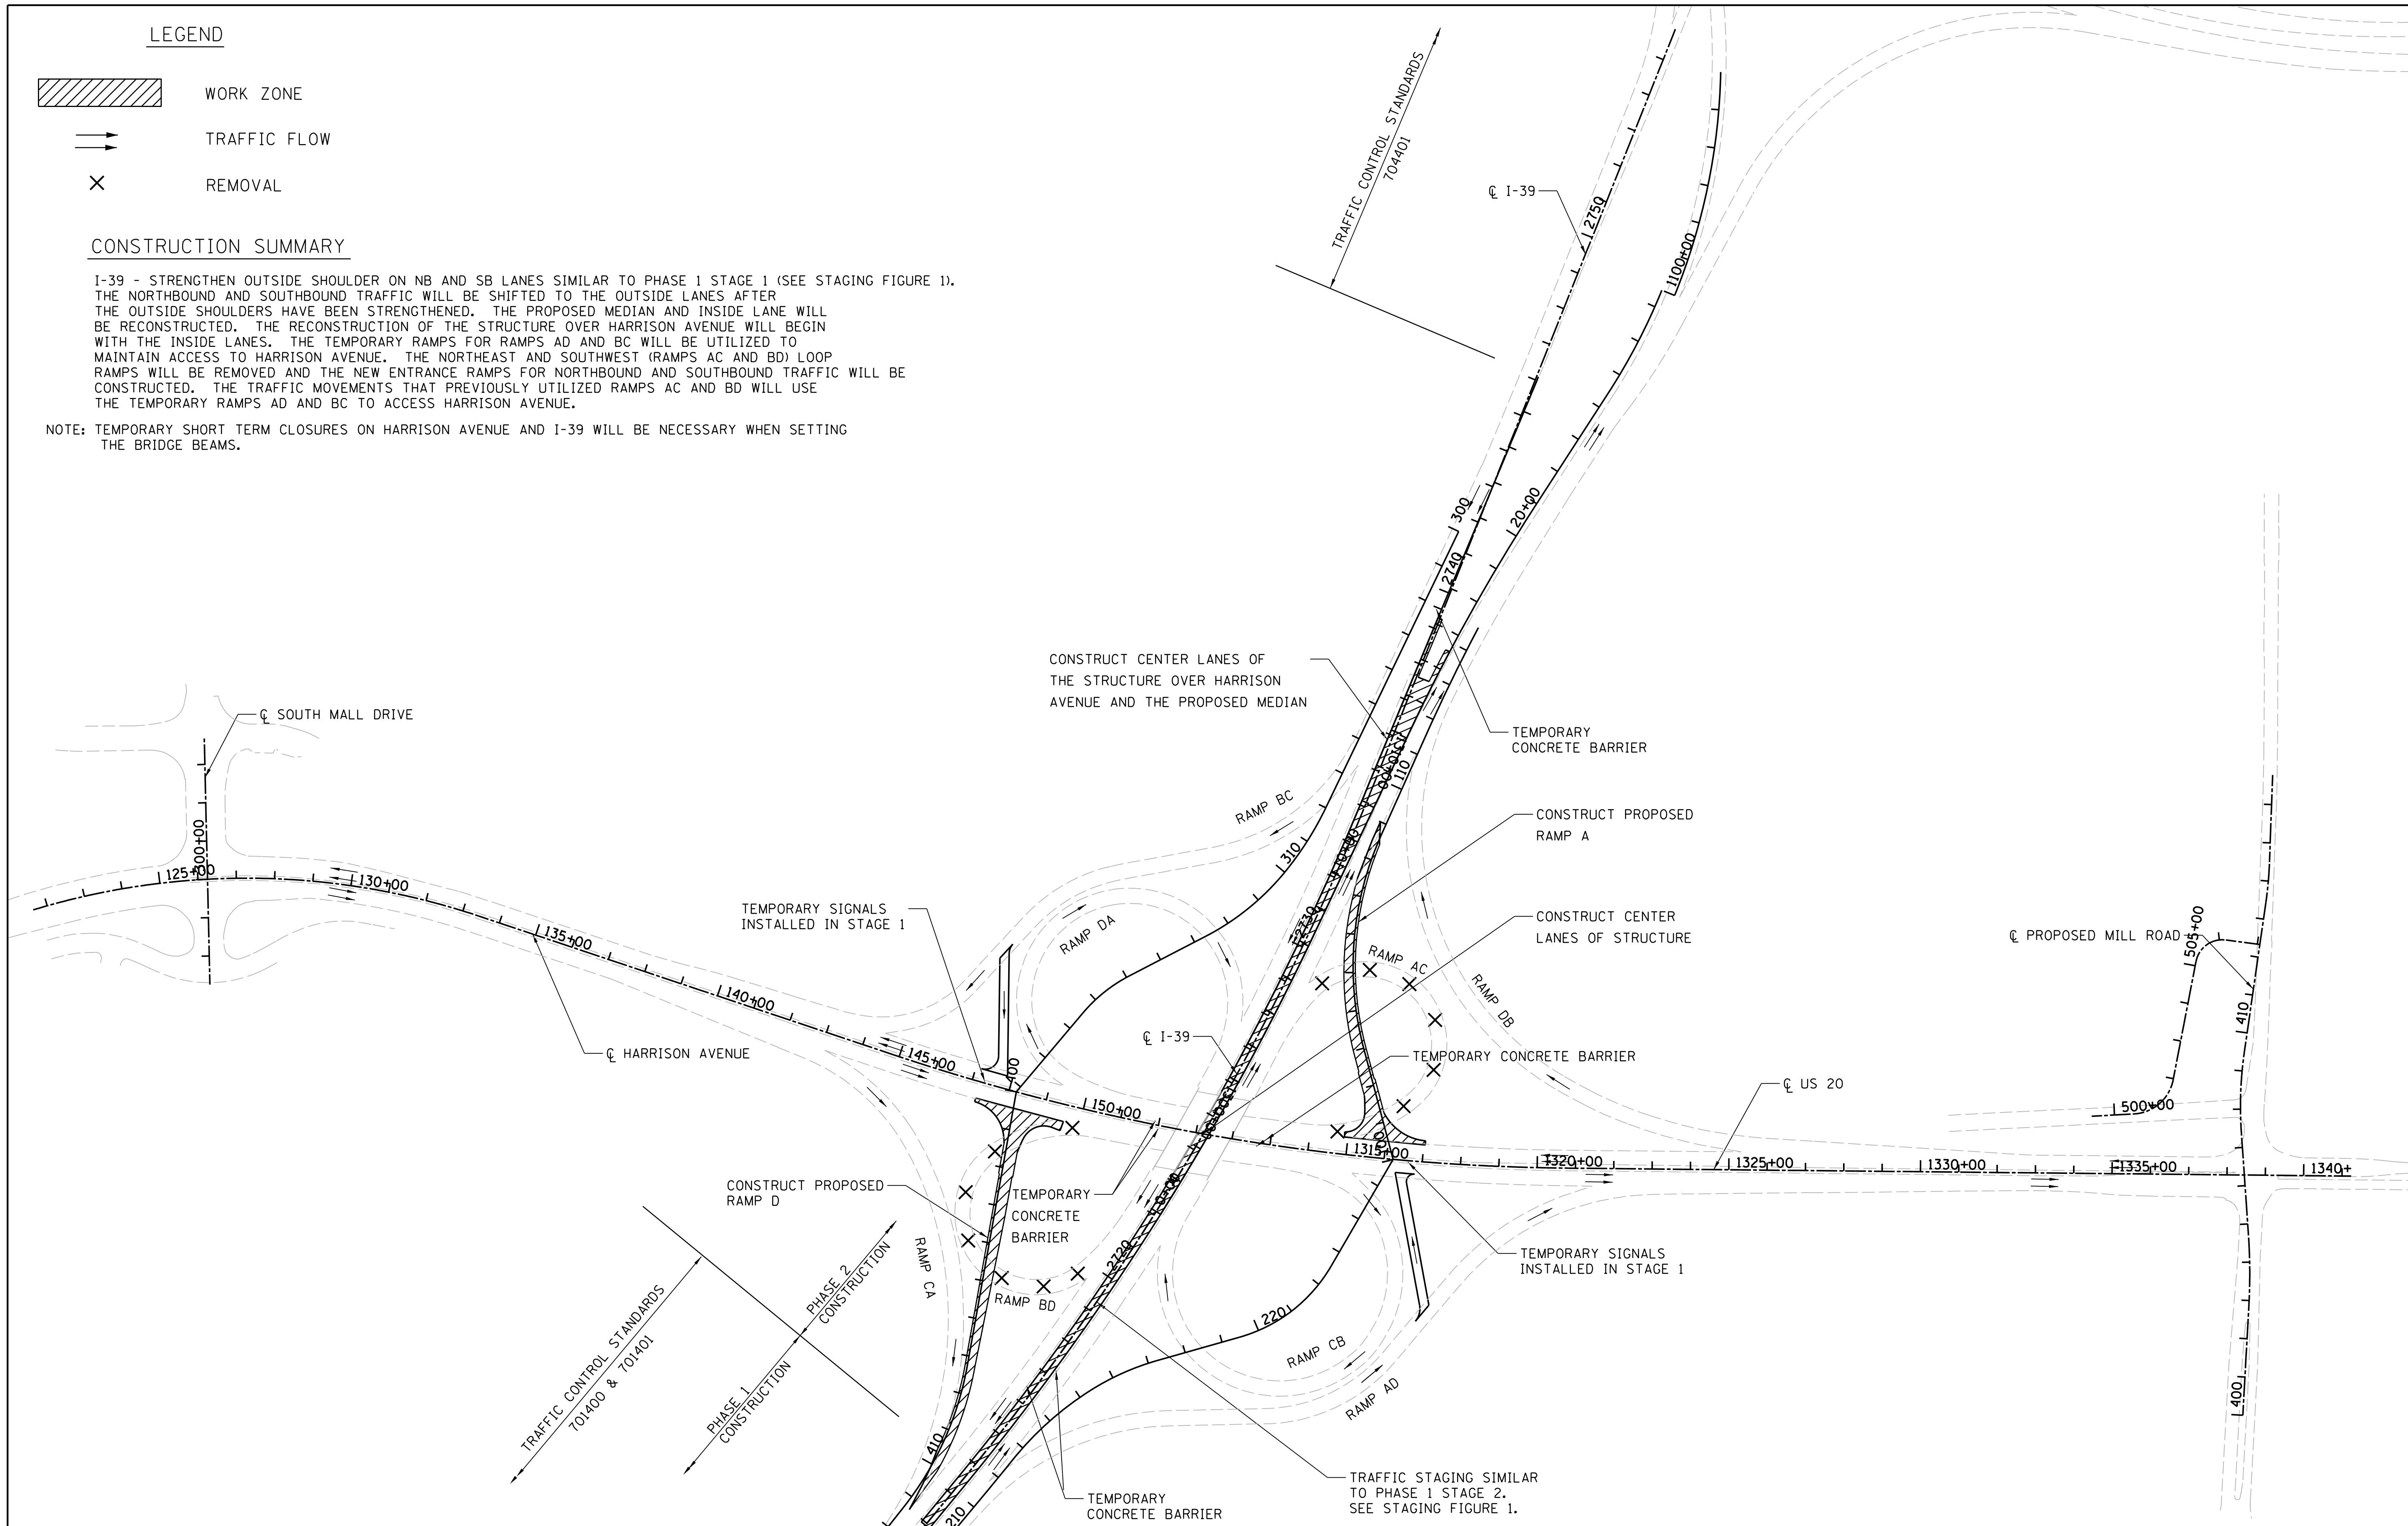 LEGEND
WORK ZONE
TRAFFIC FLOW
REMOVAL
CONSTRUCTION SUMMARY
I-39 - STRENGTHEN OUTSIDE SHOULDER ON NB AND SB LANES SIMILAR TO PHASE 1 STAGE 1 (SEE STAGING FIGURE 1).
THE NORTHBOUND AND SOUTHBOUND TRAFFIC WILL BE SHIFTED TO THE OUTSIDE LANES AFTER
THE OUTSIDE SHOULDERS HAVE BEEN STRENGTHENED. THE PROPOSED MEDIAN AND INSIDE LANE WILL
BE RECONSTRUCTED. THE RECONSTRUCTION OF THE STRUCTURE OVER HARRISON AVENUE WILL BEGIN
WITH THE INSIDE LANES. THE TEMPORARY RAMPS FOR RAMPS AD AND BC WILL BE UTILIZED TO
MAINTAIN ACCESS TO HARRISON AVENUE. THE NORTHEAST AND SOUTHWEST (RAMPS AC AND BD) LOOP
RAMPS WILL BE REMOVED AND THE NEW ENTRANCE RAMPS FOR NORTHBOUND AND SOUTHBOUND TRAFFIC WILL BE
CONSTRUCTED. THE TRAFFIC MOVEMENTS THAT PREVIOUSLY UTILIZED RAMPS AC AND BD WILL USE
THE TEMPORARY RAMPS AD AND BC TO ACCESS HARRISON AVENUE.
NOTE: TEMPORARY SHORT TERM CLOSURES ON HARRISON AVENUE AND I-39 WILL BE NECESSARY WHEN SETTING
THE BRIDGE BEAMS.
TRAFFIC CONTROL STANDARDS
704401
℄ I-39
2750
1100+00
20+00
300
2740
CONSTRUCT CENTER LANES OF
THE STRUCTURE OVER HARRISON
AVENUE AND THE PROPOSED MEDIAN
TEMPORARY
CONCRETE BARRIER
110
℄ SOUTH MALL DRIVE
300+00
125+00
130+00
135+00
140+00
145+00
150+00
℄ HARRISON AVENUE
RAMP BC
310
CONSTRUCT PROPOSED
RAMP A
TEMPORARY SIGNALS
INSTALLED IN STAGE 1
RAMP DA
2730
CONSTRUCT CENTER
LANES OF STRUCTURE
RAMP AC
RAMP DB
℄ PROPOSED MILL ROAD
505+00
410
℄ I-39
TEMPORARY CONCRETE BARRIER
℄ US 20
400
500+00
1315+00
1320+00
1325+00
1330+00
1335+00
1340+
CONSTRUCT PROPOSED
RAMP D
TEMPORARY
CONCRETE
BARRIER
2720
RAMP CA
RAMP BD
TEMPORARY SIGNALS
INSTALLED IN STAGE 1
220
RAMP CB
RAMP AD
TRAFFIC CONTROL STANDARDS
701400 & 701401
PHASE 2
CONSTRUCTION
PHASE 1
CONSTRUCTION
400
410
210
TEMPORARY
CONCRETE BARRIER
TRAFFIC STAGING SIMILAR
TO PHASE 1 STAGE 2.
SEE STAGING FIGURE 1.